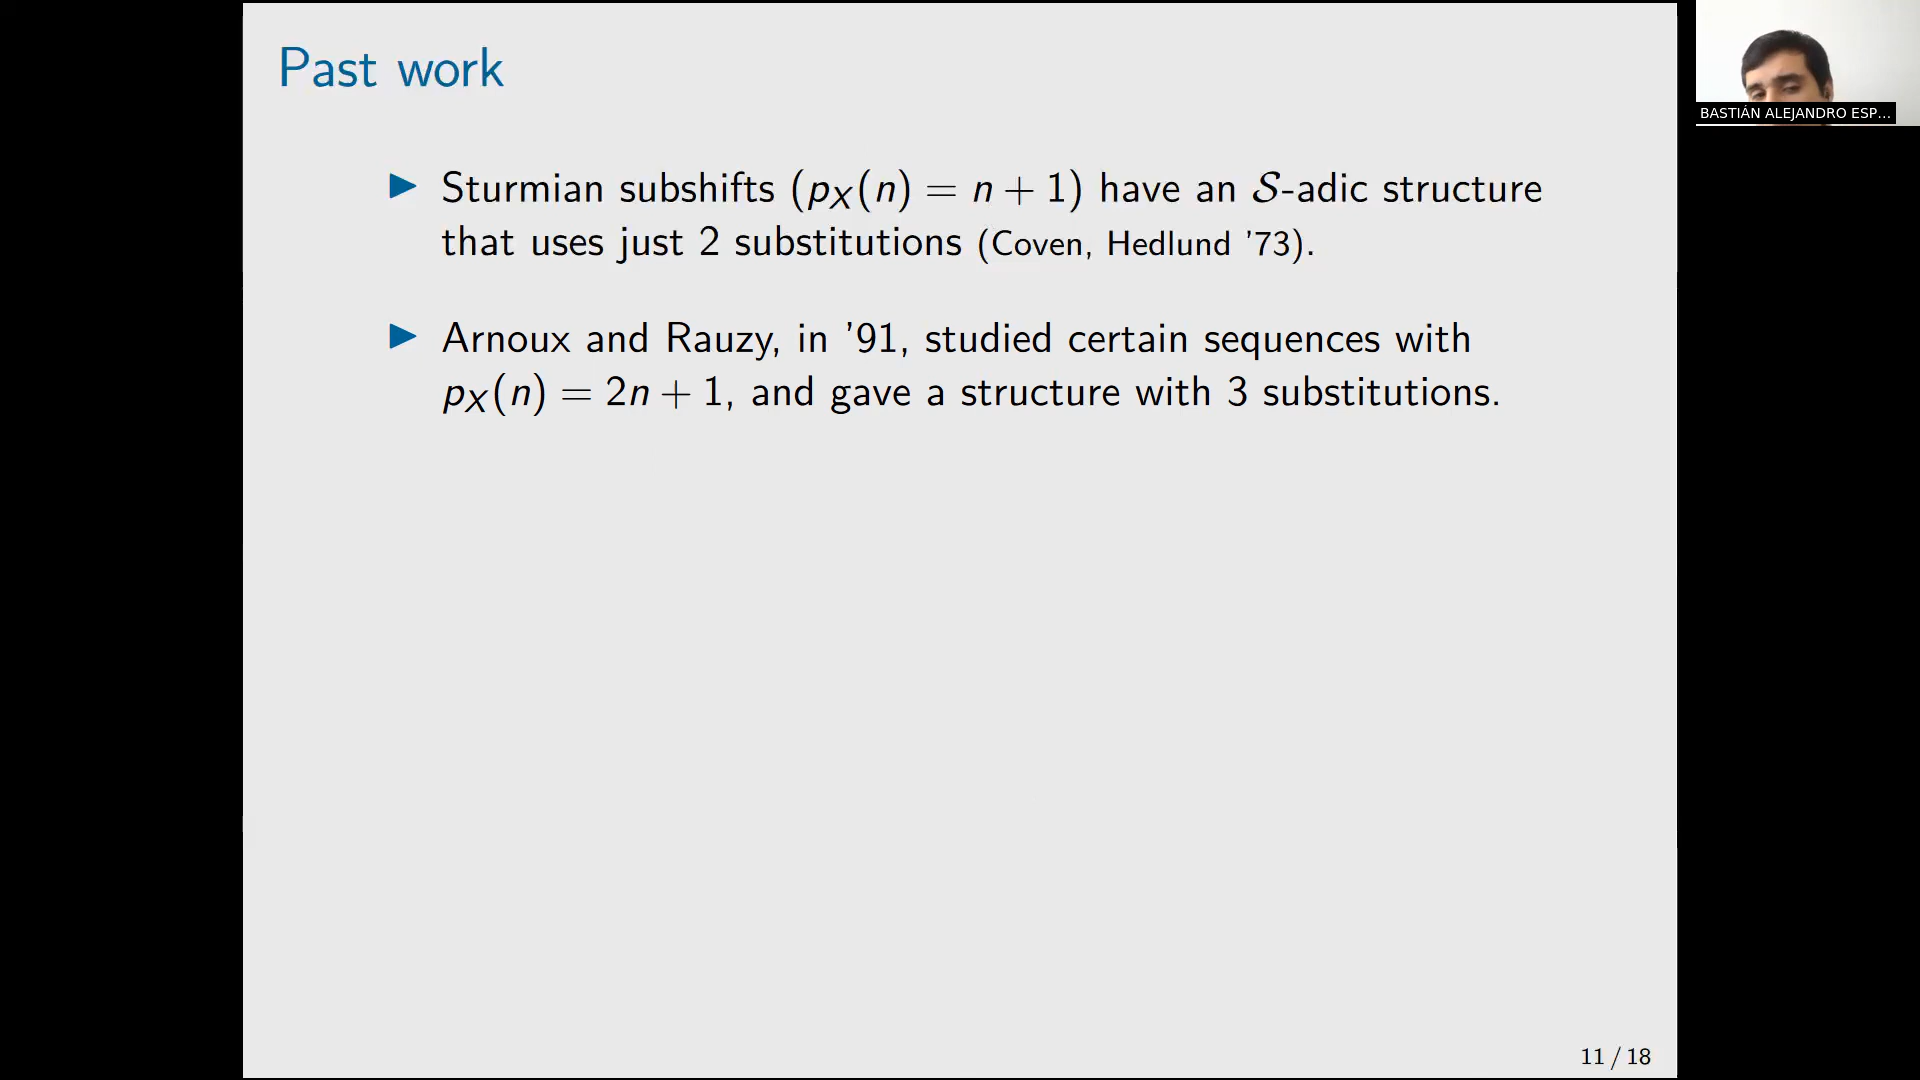 Past work
BASTIÁN ALEJANDRO ESP...
▶ Sturmian subshifts (p_X(n) = n + 1) have an 𝒮-adic structure
that uses just 2 substitutions (Coven, Hedlund ’73).
▶ Arnoux and Rauzy, in ’91, studied certain sequences with
p_X(n) = 2n + 1, and gave a structure with 3 substitutions.
11 / 18